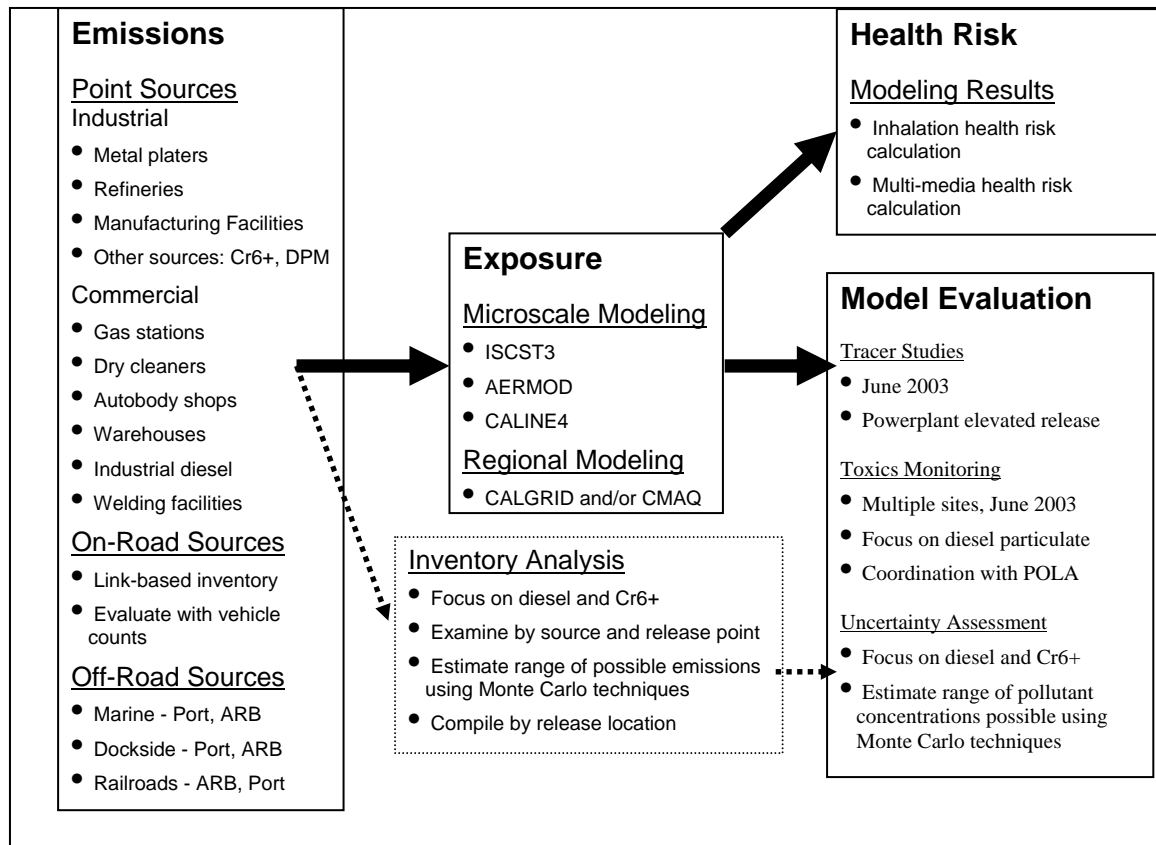 Emissions
Point Sources
Industrial
• Metal platers
• Refineries
• Manufacturing Facilities
• Other sources: Cr6+, DPM
Commercial
• Gas stations
• Dry cleaners
• Autobody shops
• Warehouses
• Industrial diesel
• Welding facilities
On-Road Sources
• Link-based inventory
• Evaluate with vehicle
counts
Off-Road Sources
• Marine - Port, ARB
• Dockside - Port, ARB
• Railroads - ARB, Port
Exposure
Microscale Modeling
• ISCST3
• AERMOD
• CALINE4
Regional Modeling
• CALGRID and/or CMAQ
Inventory Analysis
• Focus on diesel and Cr6+
• Examine by source and release point
• Estimate range of possible emissions
using Monte Carlo techniques
• Compile by release location
Health Risk
Modeling Results
• Inhalation health risk
calculation
• Multi-media health risk
calculation
Model Evaluation
Tracer Studies
• June 2003
• Powerplant elevated release
Toxics Monitoring
• Multiple sites, June 2003
• Focus on diesel particulate
• Coordination with POLA
Uncertainty Assessment
• Focus on diesel and Cr6+
• Estimate range of pollutant
concentrations possible using
Monte Carlo techniques